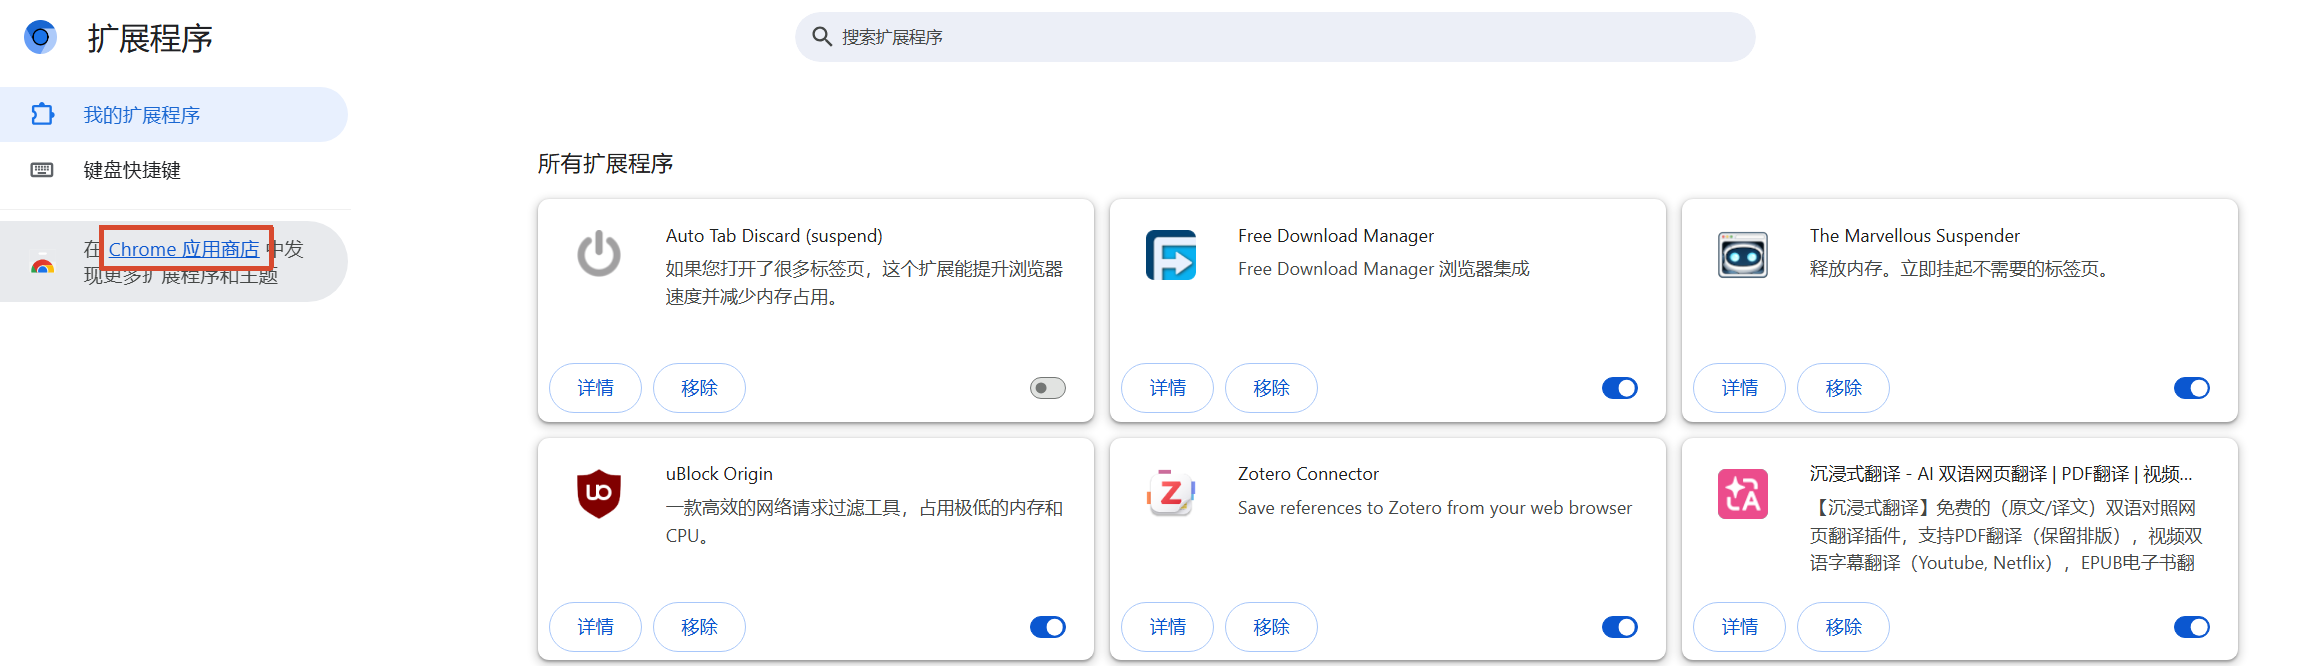 扩展程序
搜索扩展程序
我的扩展程序
键盘快捷键
在 Chrome 应用商店 中发
现更多扩展程序和主题
所有扩展程序
Auto Tab Discard (suspend)
如果您打开了很多标签页，这个扩展能提升浏览器
速度并减少内存占用。
详情
移除
Free Download Manager
Free Download Manager 浏览器集成
详情
移除
The Marvellous Suspender
释放内存。立即挂起不需要的标签页。
详情
移除
uBlock Origin
一款高效的网络请求过滤工具，占用极低的内存和
CPU。
详情
移除
Zotero Connector
Save references to Zotero from your web browser
详情
移除
沉浸式翻译 - AI 双语网页翻译 | PDF翻译 | 视频...
【沉浸式翻译】免费的（原文/译文）双语对照网
页翻译插件，支持PDF翻译（保留排版），视频双
语字幕翻译（Youtube, Netflix），EPUB电子书翻
详情
移除